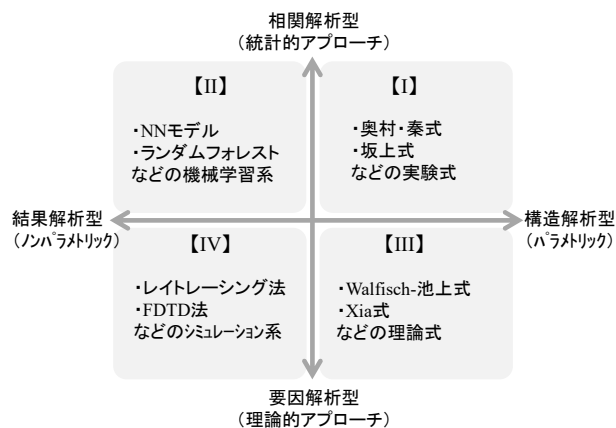 相関解析型
(統計的アプローチ)
【II】
・NNモデル
・ランダムフォレスト
などの機械学習系
【I】
・奥村・秦式
・坂上式
などの実験式
結果解析型
(ノンパラメトリック)
構造解析型
(パラメトリック)
【IV】
・レイトレーシング法
・FDTD法
などのシミュレーション系
【III】
・Walfisch-池上式
・Xia式
などの理論式
要因解析型
(理論的アプローチ)